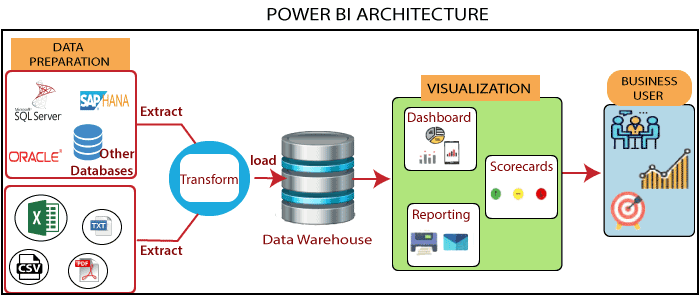 POWER BI ARCHITECTURE
DATA
PREPARATION
Microsoft
SQL Server
SAP HANA
ORACLE
Other
Databases
Extract
TXT
CSV
PDF
Extract
Transform
load
Data Warehouse
VISUALIZATION
Dashboard
Scorecards
Reporting
BUSINESS
USER